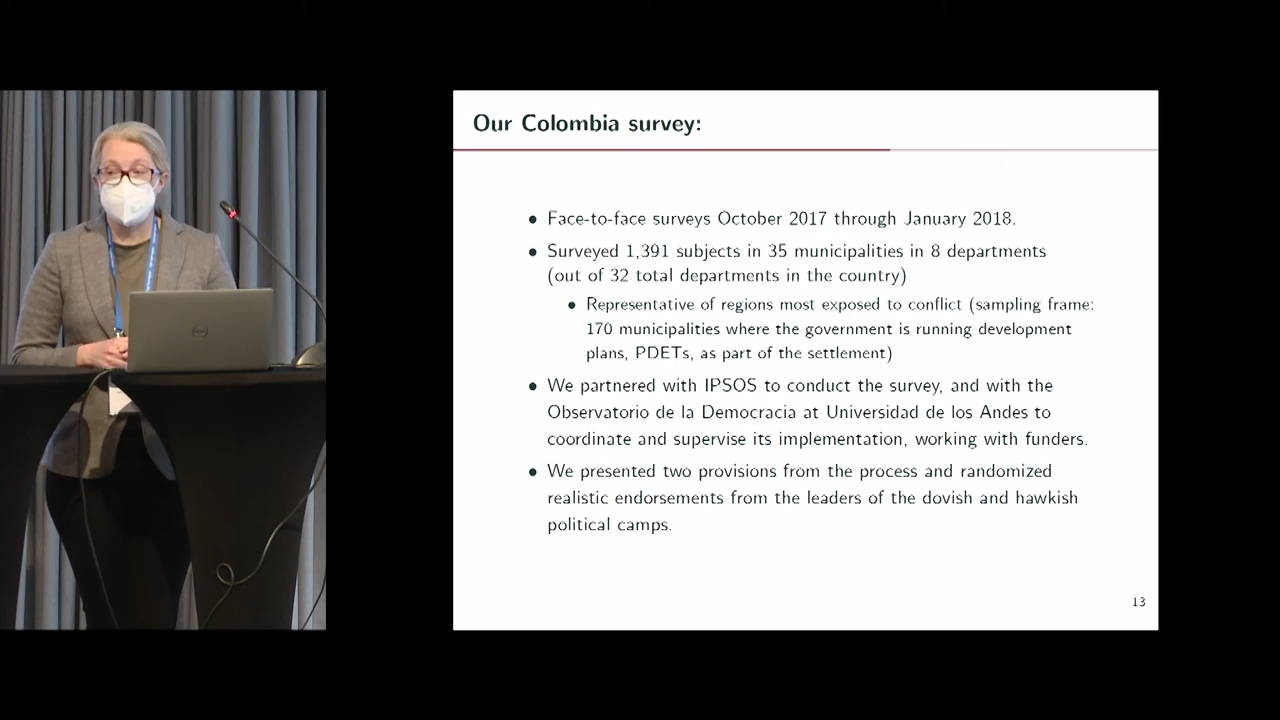 Our Colombia survey:
• Face-to-face surveys October 2017 through January 2018.
• Surveyed 1,391 subjects in 35 municipalities in 8 departments
(out of 32 total departments in the country)
• Representative of regions most exposed to conflict (sampling frame:
170 municipalities where the government is running development
plans, PDETs, as part of the settlement)
• We partnered with IPSOS to conduct the survey, and with the
Observatorio de la Democracia at Universidad de los Andes to
coordinate and supervise its implementation, working with funders.
• We presented two provisions from the process and randomized
realistic endorsements from the leaders of the dovish and hawkish
political camps.
13